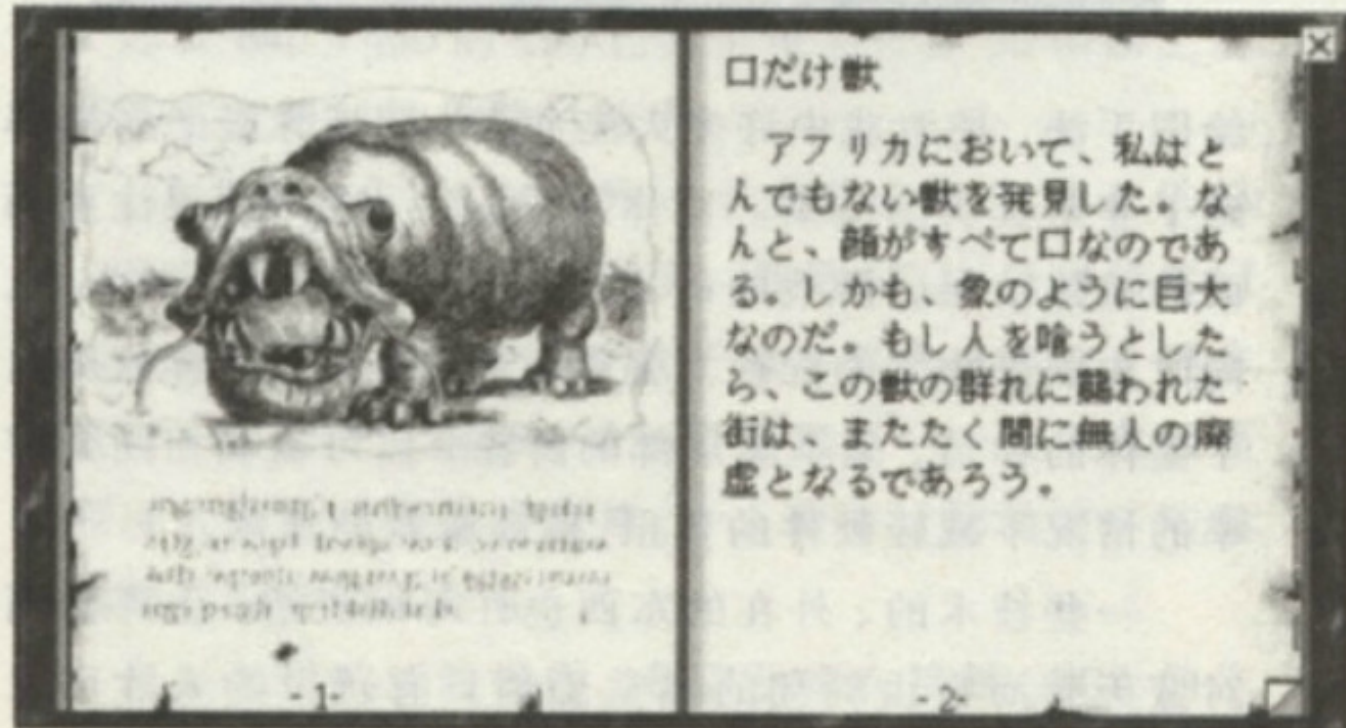 口だけ獣
アフリカにおいて、私はと
んでもない獣を発見した。な
んと、顔がすべて口なのであ
る。しかも、象のように巨大
なのだ。もし人を喰うとした
ら、この獣の群れに襲われた
街は、またたく間に無人の廃
虚となるであろう。
-1-
-2-